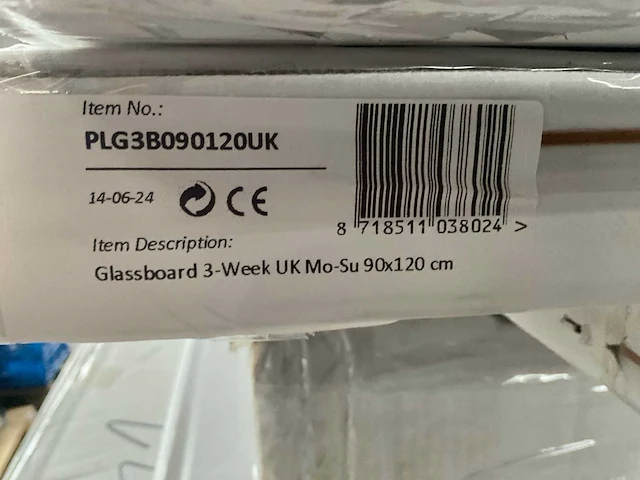 Item No.:
PLG3B090120UK
14-06-24 CE
8 718511 038024 >
Item Description:
Glassboard 3-Week UK Mo-Su 90x120 cm